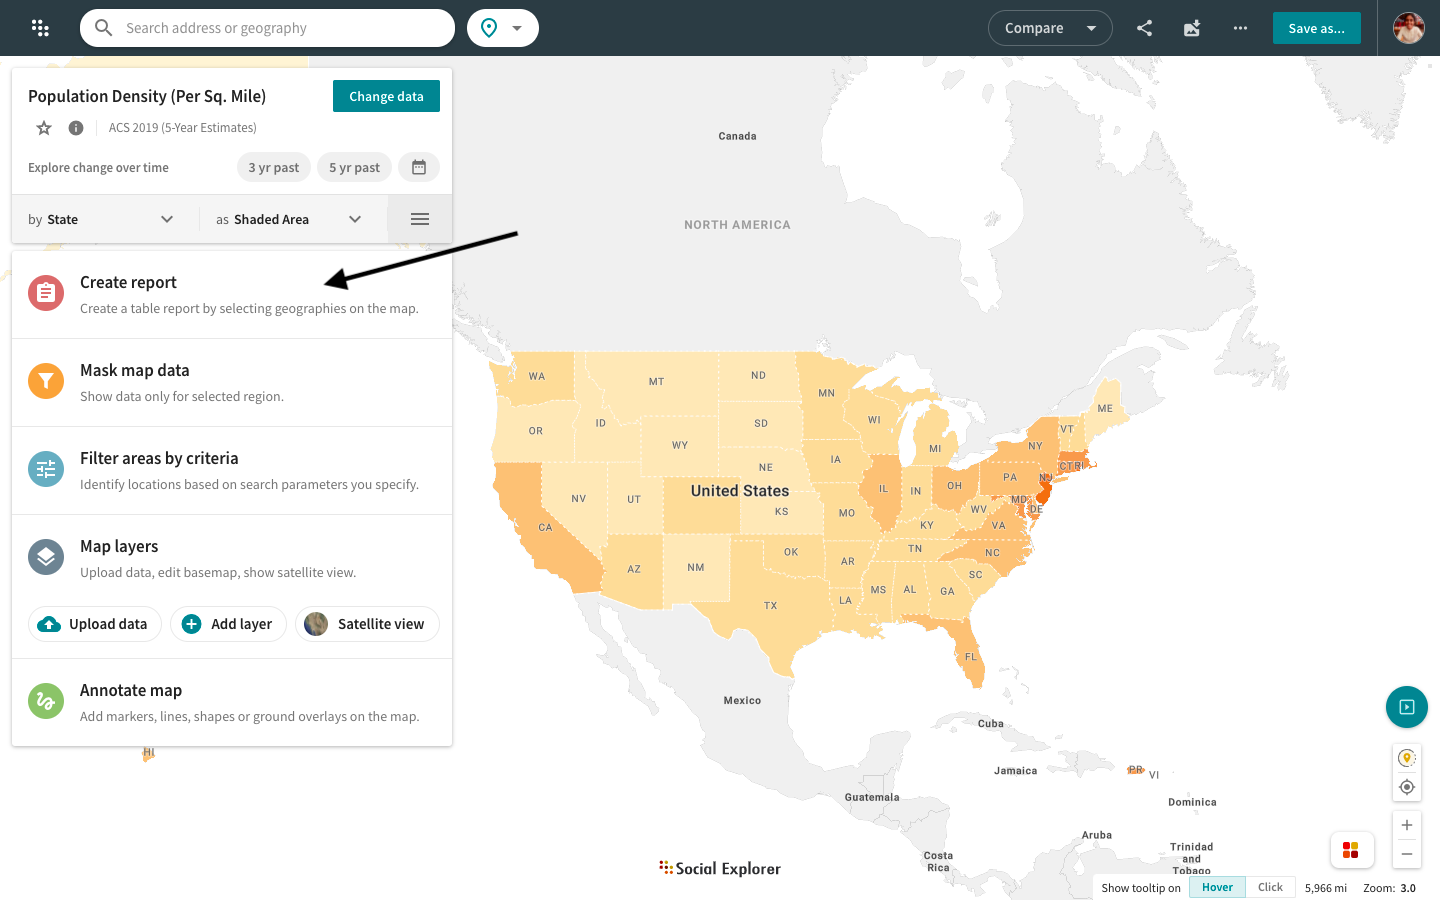 Search address or geography
Compare
Save as...
Population Density (Per Sq. Mile)
Change data
ACS 2019 (5-Year Estimates)
Explore change over time
3 yr past
5 yr past
by State
as Shaded Area
Create report
Create a table report by selecting geographies on the map.
Mask map data
Show data only for selected region.
Filter areas by criteria
Identify locations based on search parameters you specify.
Map layers
Upload data, edit basemap, show satellite view.
Upload data
Add layer
Satellite view
Annotate map
Add markers, lines, shapes or ground overlays on the map.
HI
Canada
NORTH AMERICA
WA
MT
ND
MN
OR
ID
SD
WI
MI
ME
VT
NY
WY
IA
NE
PA
CT
RI
NJ
United States
NV
UT
IL
IN
OH
MD
DE
KS
MO
WV
CA
KY
VA
OK
TN
NC
AZ
NM
AR
SC
TX
LA
MS
AL
GA
FL
Mexico
Cuba
Jamaica
PR
VI
Guatemala
Dominica
Aruba
Costa
Rica
Trinidad
and
Tobago
Social Explorer
Show tooltip on
Hover
Click
5,966 mi
Zoom: 3.0